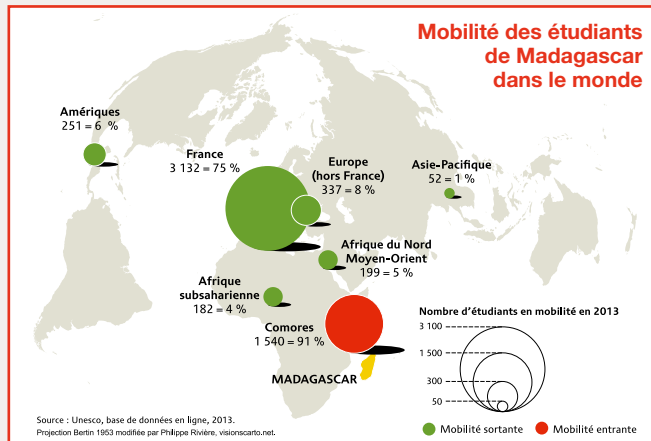 Mobilité des étudiants
de Madagascar
dans le monde
Amériques
251 = 6 %
France
3 132 = 75 %
Europe
(hors France)
337 = 8 %
Asie-Pacifique
52 = 1 %
Afrique du Nord
Moyen-Orient
199 = 5 %
Afrique
subsaharienne
182 = 4 %
Comores
1 540 = 91 %
MADAGASCAR
Nombre d'étudiants en mobilité en 2013
3 100
1 500
300
50
Mobilité sortante
Mobilité entrante
Source : Unesco, base de données en ligne, 2013.
Projection Bertin 1953 modifiée par Philippe Rivière, visionscarto.net.